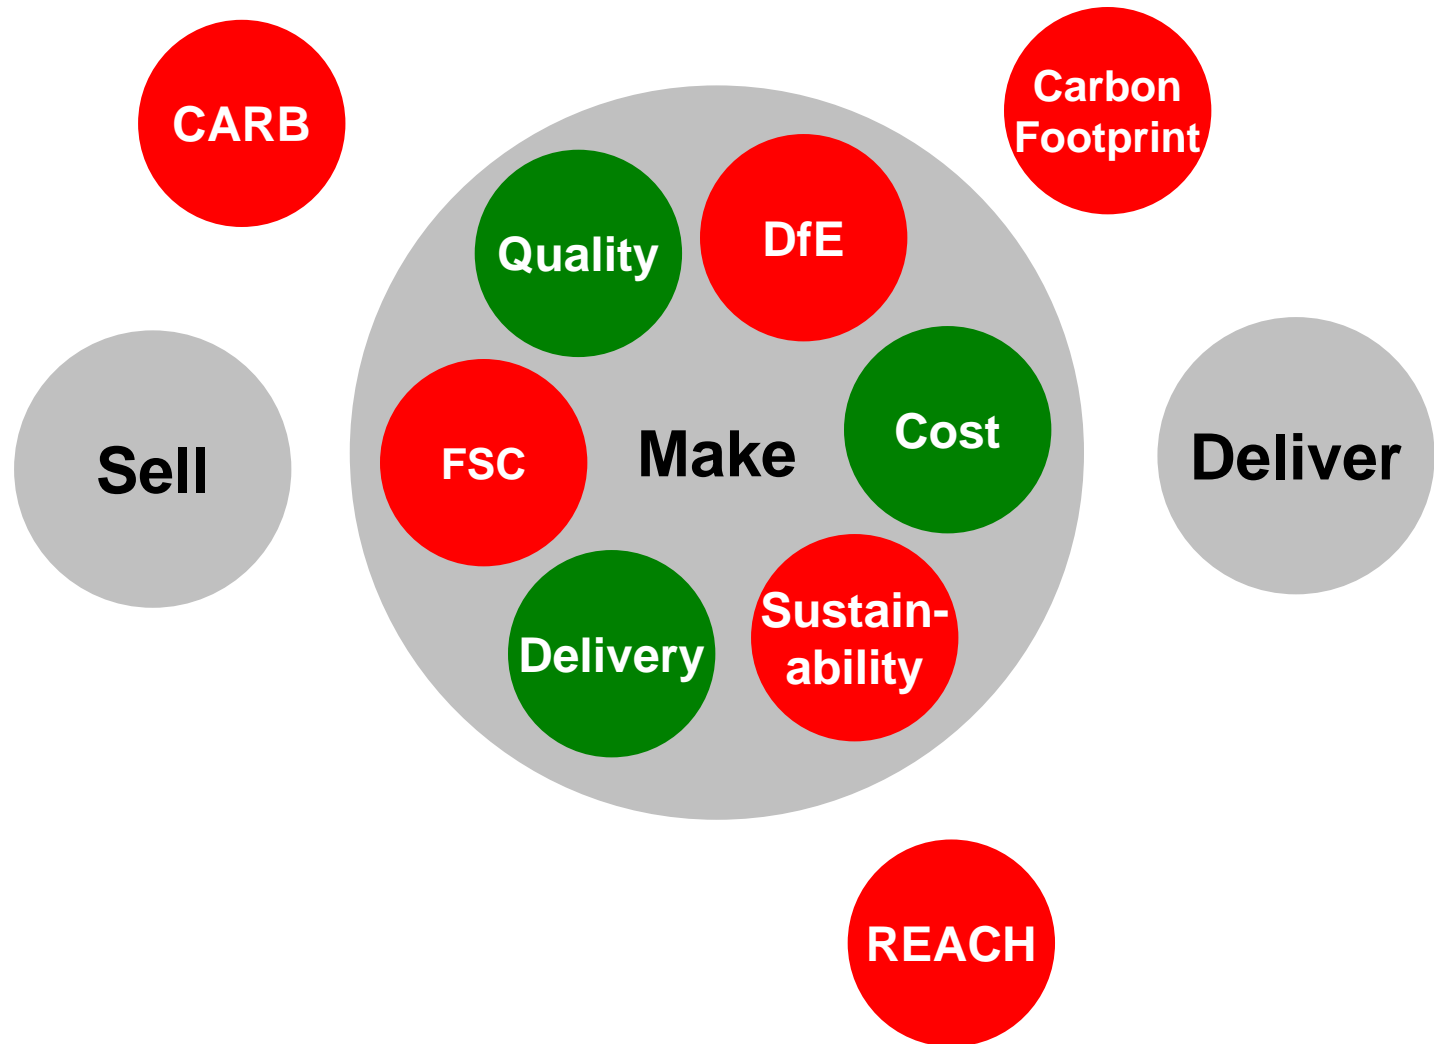 CARB
Carbon
Footprint
Quality
DfE
Cost
FSC
Make
Sell
Deliver
Sustain-
ability
Delivery
REACH